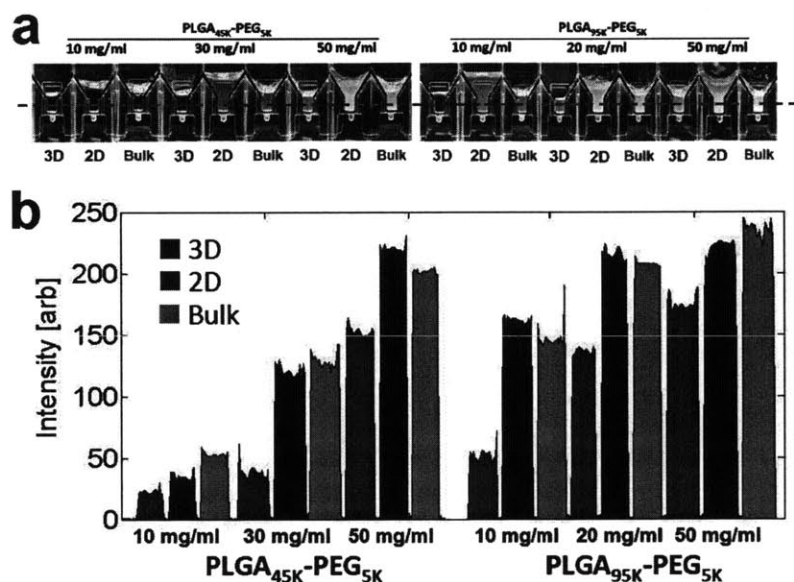 a
PLGA45K-PEG5K PLGA95K-PEG5K
10 mg/ml 30 mg/ml 50 mg/ml 10 mg/ml 20 mg/ml 50 mg/ml
3D 2D Bulk 3D 2D Bulk 3D 2D Bulk 3D 2D Bulk 3D 2D Bulk 3D 2D Bulk
b
250
200
150
100
50
0
Intensity [arb]
3D
2D
Bulk
10 mg/ml 30 mg/ml 50 mg/ml 10 mg/ml 20 mg/ml 50 mg/ml
PLGA45K-PEG5K PLGA95K-PEG5K